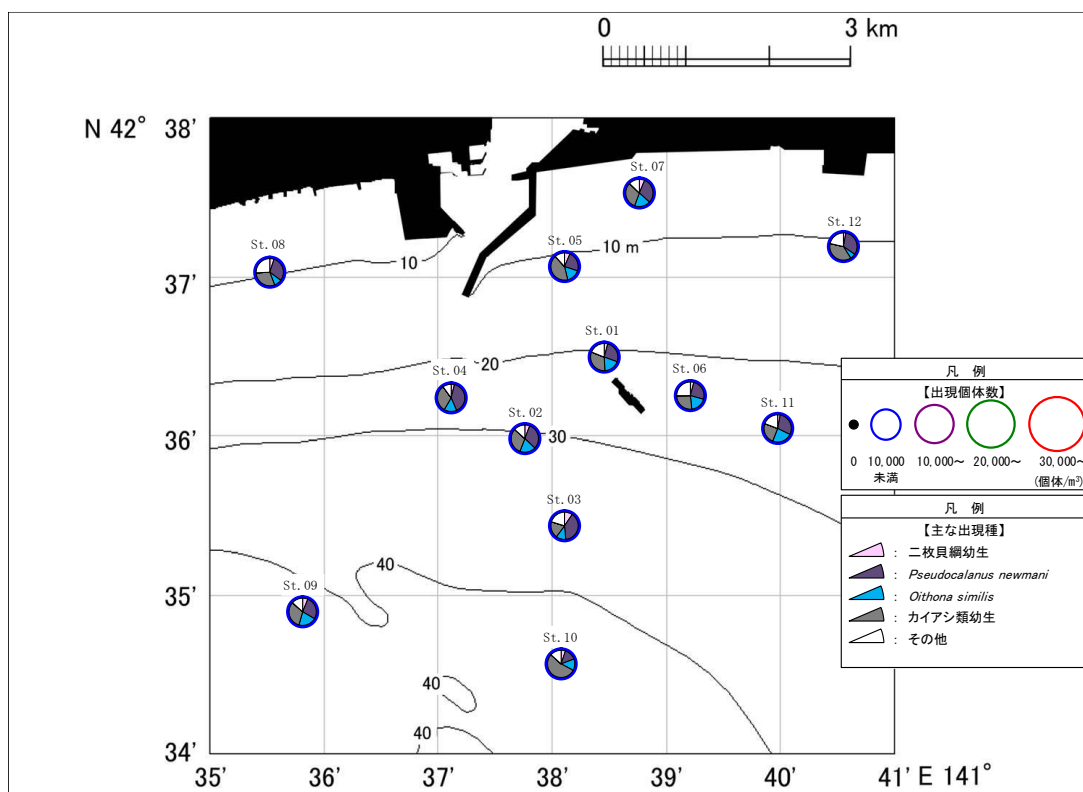 0 3 km
N 42° 38'
37'
36'
35'
34'
35' 36' 37' 38' 39' 40' 41' E 141°
St.07
St.12
St.08
St.05
10 m
10
St.01
20
St.04
St.06
St.02
St.11
30
St.03
40
St.09
St.10
40
40
凡 例
【出現個体数】
0 10,000未満 10,000~ 20,000~ 30,000~
(個体/m³)
凡 例
【主な出現種】
: 二枚貝綱幼生
: Pseudocalanus newmani
: Oithona similis
: カイアシ類幼生
: その他